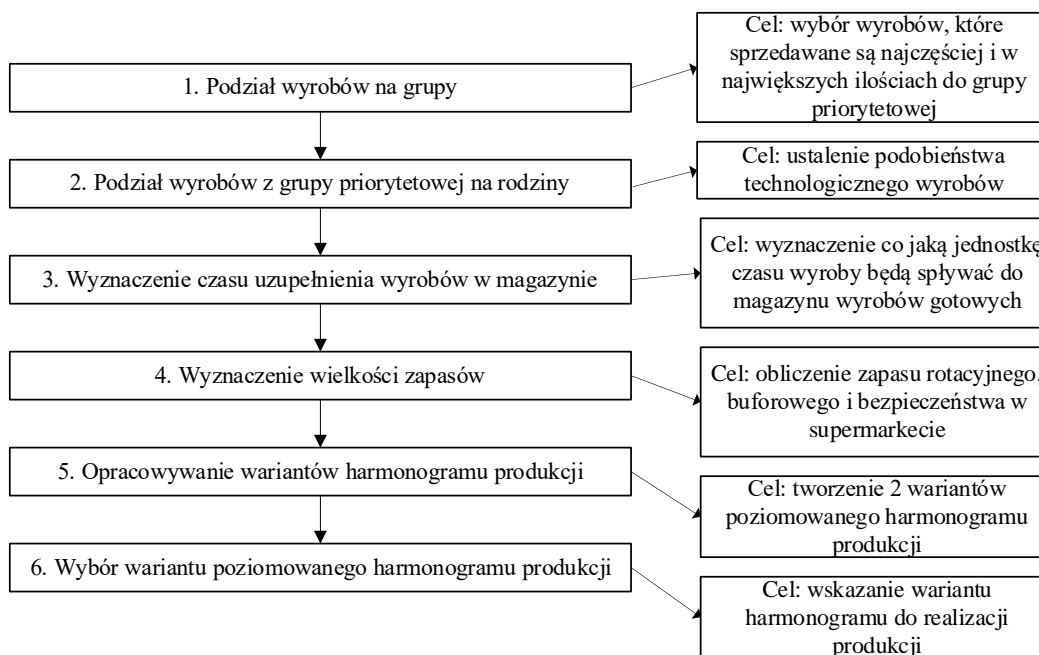 Cel: wybór wyrobów, które
sprzedawane są najczęściej i w
największych ilościach do grupy
priorytetowej
1. Podział wyrobów na grupy
Cel: ustalenie podobieństwa
technologicznego wyrobów
2. Podział wyrobów z grupy priorytetowej na rodziny
Cel: wyznaczenie co jaką jednostkę
czasu wyroby będą spływać do
magazynu wyrobów gotowych
3. Wyznaczenie czasu uzupełnienia wyrobów w magazynie
Cel: obliczenie zapasu rotacyjnego,
buforowego i bezpieczeństwa w
supermarkecie
4. Wyznaczenie wielkości zapasów
5. Opracowywanie wariantów harmonogramu produkcji
Cel: tworzenie 2 wariantów
poziomowanego harmonogramu
produkcji
6. Wybór wariantu poziomowanego harmonogramu produkcji
Cel: wskazanie wariantu
harmonogramu do realizacji
produkcji